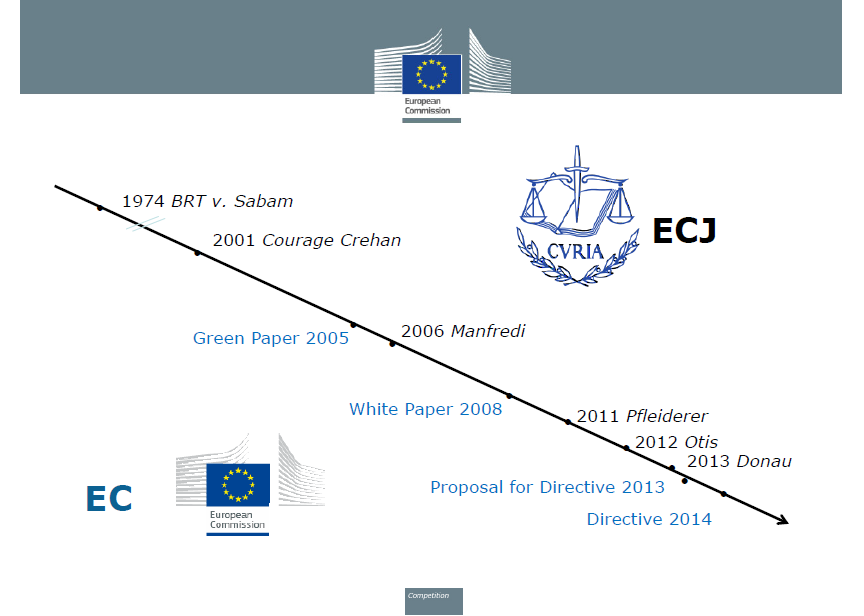 European
Commission
1974 BRT v. Sabam
2001 Courage Crehan
CVRIA
ECJ
Green Paper 2005
2006 Manfredi
White Paper 2008
2011 Pfleiderer
2012 Otis
2013 Donau
Proposal for Directive 2013
EC
European
Commission
Directive 2014
Competition